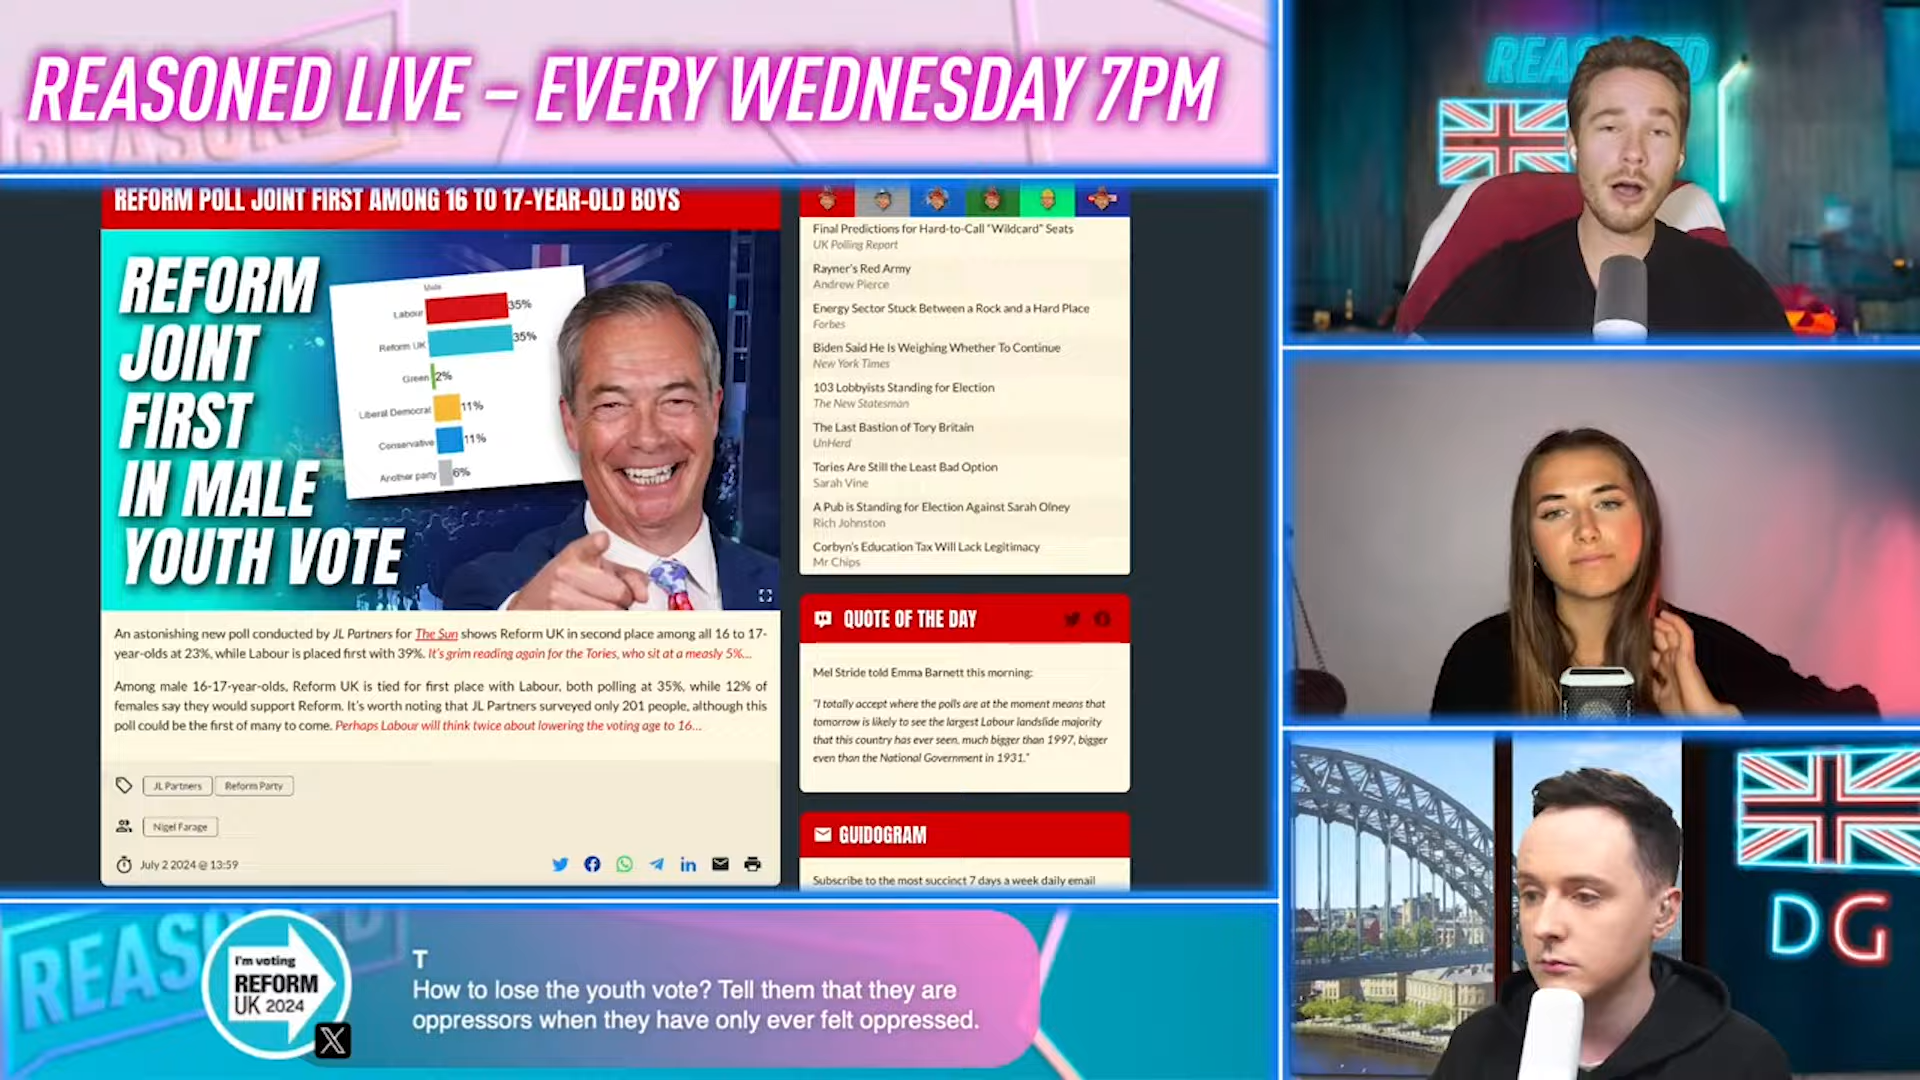 REASONED LIVE – EVERY WEDNESDAY 7PM
REFORM POLL JOINT FIRST AMONG 16 TO 17-YEAR-OLD BOYS
REFORM
JOINT
FIRST
IN MALE
YOUTH VOTE
Male
Labour 35%
Reform UK 35%
Green 2%
Liberal Democrat 11%
Conservative 11%
Another party 6%
An astonishing new poll conducted by JL Partners for The Sun shows Reform UK in second place among all 16 to 17-
year-olds at 23%, while Labour is placed first with 39%. It's grim reading again for the Tories, who sit at a measly 5%...
Among male 16-17-year-olds, Reform UK is tied for first place with Labour, both polling at 35%, while 12% of
females say they would support Reform. It's worth noting that JL Partners surveyed only 201 people, although this
poll could be the first of many to come. Perhaps Labour will think twice about lowering the voting age to 16...
JL Partners
Reform Party
Nigel Farage
July 2 2024 @ 13:59
Final Predictions for Hard-to-Call "Wildcard" Seats
UK Polling Report
Rayner's Red Army
Andrew Pierce
Energy Sector Stuck Between a Rock and a Hard Place
Forbes
Biden Said He Is Weighing Whether To Continue
New York Times
103 Lobbyists Standing for Election
The New Statesman
The Last Bastion of Tory Britain
UnHerd
Tories Are Still the Least Bad Option
Sarah Vine
A Pub is Standing for Election Against Sarah Olney
Rich Johnston
Corbyn's Education Tax Will Lack Legitimacy
Mr Chips
QUOTE OF THE DAY
Mel Stride told Emma Barnett this morning:
"I totally accept where the polls are at the moment means that
tomorrow is likely to see the largest Labour landslide majority
that this country has ever seen, much bigger than 1997, bigger
even than the National Government in 1931."
GUIDOGRAM
Subscribe to the most succinct 7 days a week daily email
REASONED
I'm voting
REFORM
UK 2024
T
How to lose the youth vote? Tell them that they are
oppressors when they have only ever felt oppressed.
REASONED
DG